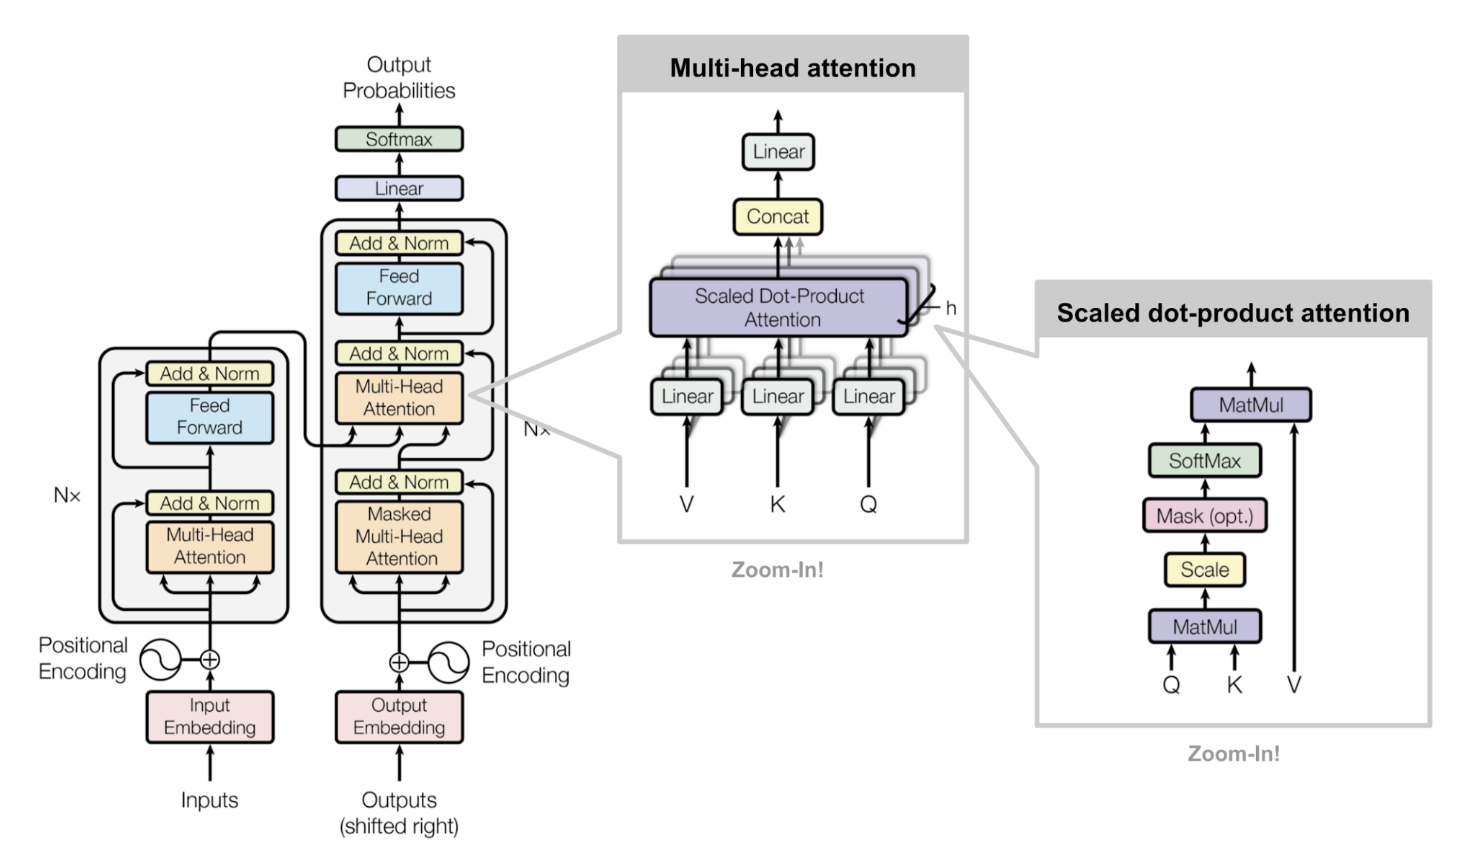 Output
Probabilities
Softmax
Linear
Add & Norm
Feed
Forward
Add & Norm
Multi-Head
Attention
Nx
Add & Norm
Masked
Multi-Head
Attention
Add & Norm
Feed
Forward
Nx
Add & Norm
Multi-Head
Attention
Positional
Encoding
Positional
Encoding
Input
Embedding
Output
Embedding
Inputs
Outputs
(shifted right)
Multi-head attention
Linear
Concat
Scaled Dot-Product
Attention
h
Linear
Linear
Linear
V
K
Q
Zoom-In!
Scaled dot-product attention
MatMul
SoftMax
Mask (opt.)
Scale
MatMul
Q
K
V
Zoom-In!